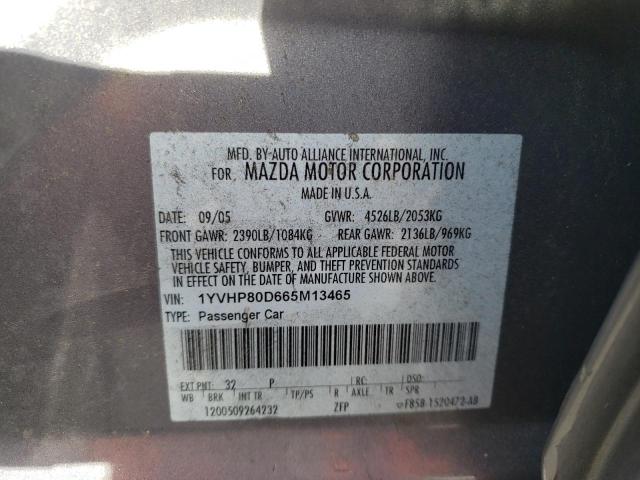 MFD. BY AUTO ALLIANCE INTERNATIONAL, INC.
FOR MAZDA MOTOR CORPORATION
MADE IN U.S.A.
DATE: 09/05 GVWR: 4526LB/2053KG
FRONT GAWR: 2390LB/1084KG REAR GAWR: 2136LB/969KG
THIS VEHICLE CONFORMS TO ALL APPLICABLE FEDERAL MOTOR
VEHICLE SAFETY, BUMPER, AND THEFT PREVENTION STANDARDS
IN EFFECT ON THE DATE OF MANUFACTURE SHOWN ABOVE.
VIN: 1YVHP80D665M13465
TYPE: Passenger Car
EXT PNT: 32 P RC: DSO:
WB BRK INT TR TP/PS R AXLE TR SPR
1200509264232 ZFP F85B-1520472-AB